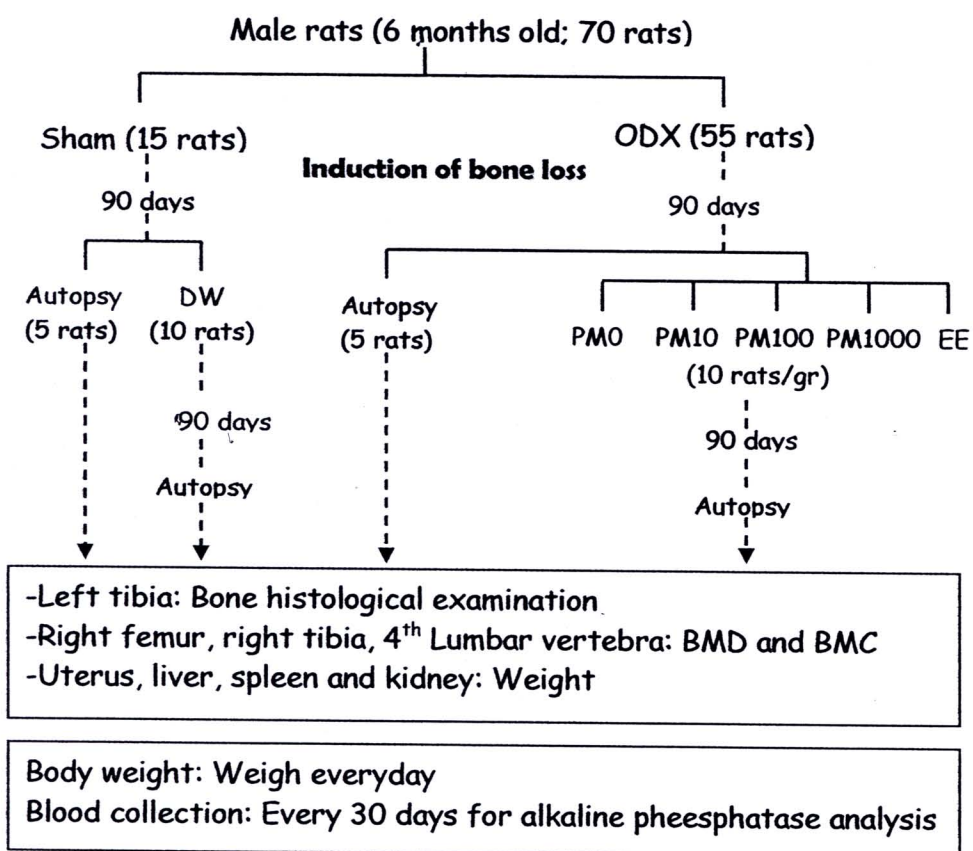 Male rats (6 months old; 70 rats)
Sham (15 rats)
ODX (55 rats)
Induction of bone loss
90 days
90 days
Autopsy
(5 rats)
DW
(10 rats)
Autopsy
(5 rats)
PM0 PM10 PM100 PM1000 EE
(10 rats/gr)
90 days
90 days
Autopsy
Autopsy
-Left tibia: Bone histological examination
-Right femur, right tibia, 4th Lumbar vertebra: BMD and BMC
-Uterus, liver, spleen and kidney: Weight
Body weight: Weigh everyday
Blood collection: Every 30 days for alkaline pheesphatase analysis